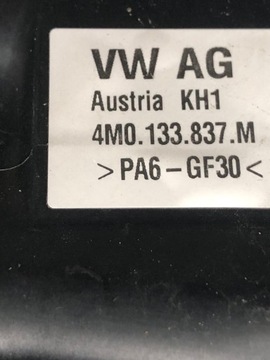 VW AG
Austria KH1
4M0.133.837.M
>PA6-GF30<